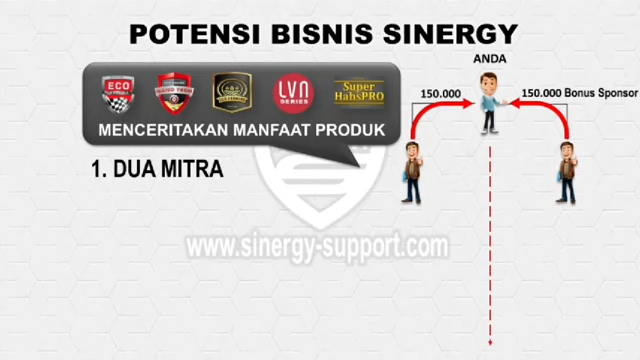 POTENSI BISNIS SINERGY
ANDA
150.000
150.000 Bonus Sponsor
ECO
LVN
SERIES
Super
HabsPRO
MENCERITAKAN MANFAAT PRODUK
1. DUA MITRA
www.sinergy-support.com